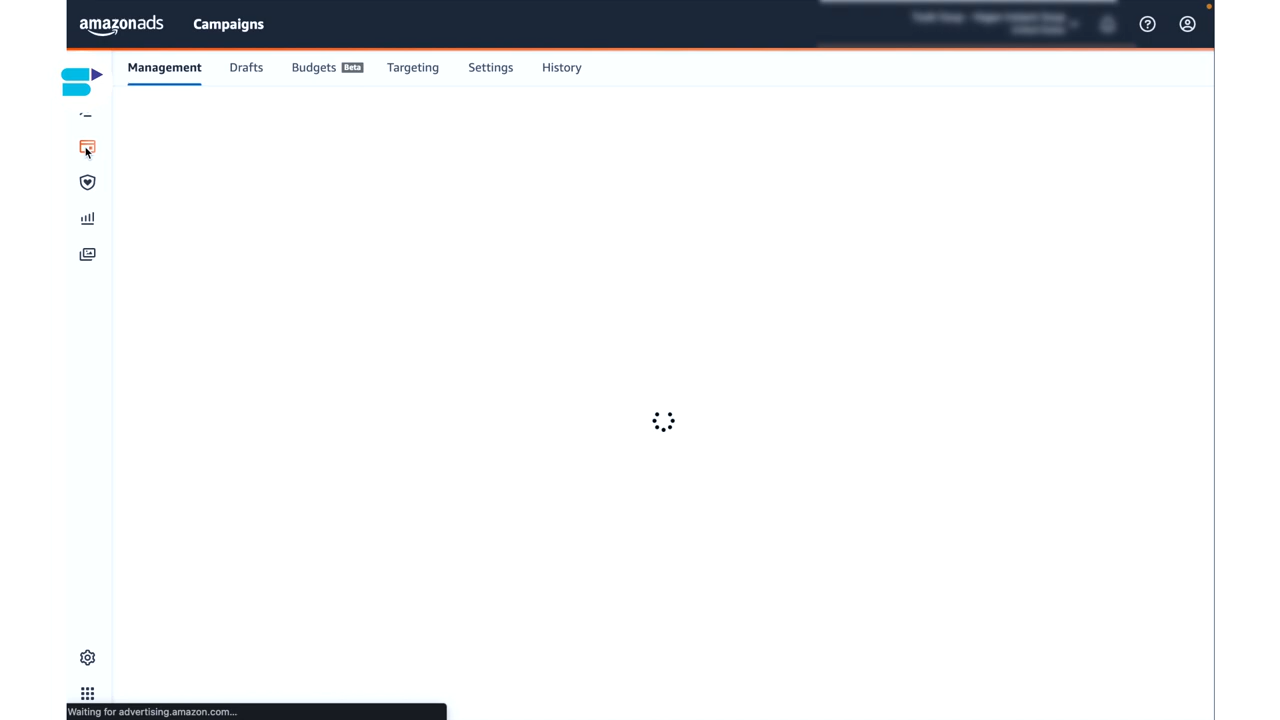 amazonads
Campaigns
Management
Drafts
Budgets Beta
Targeting
Settings
History
Waiting for advertising.amazon.com...